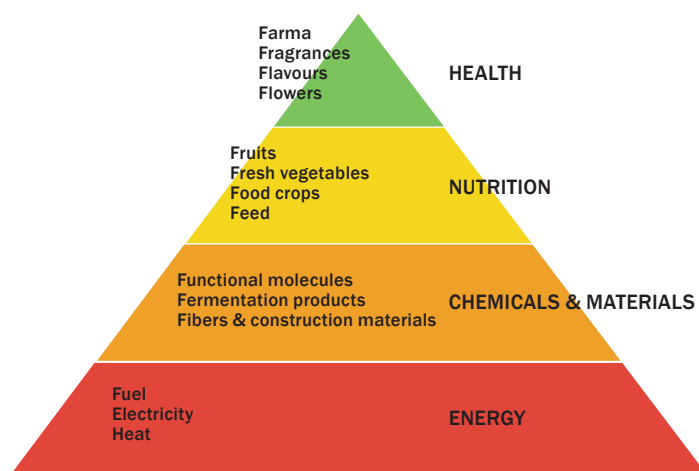 Farma
Fragrances
Flavours
Flowers
HEALTH
Fruits
Fresh vegetables
Food crops
Feed
NUTRITION
Functional molecules
Fermentation products
Fibers & construction materials
CHEMICALS & MATERIALS
Fuel
Electricity
Heat
ENERGY